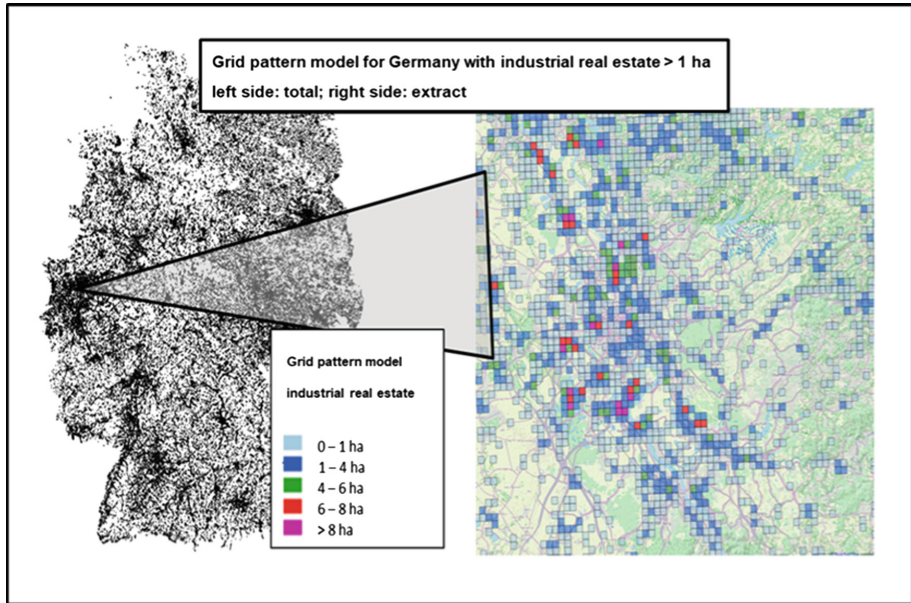 Grid pattern model for Germany with industrial real estate > 1 ha
left side: total; right side: extract
Grid pattern model
industrial real estate
0 – 1 ha
1 – 4 ha
4 – 6 ha
6 – 8 ha
> 8 ha